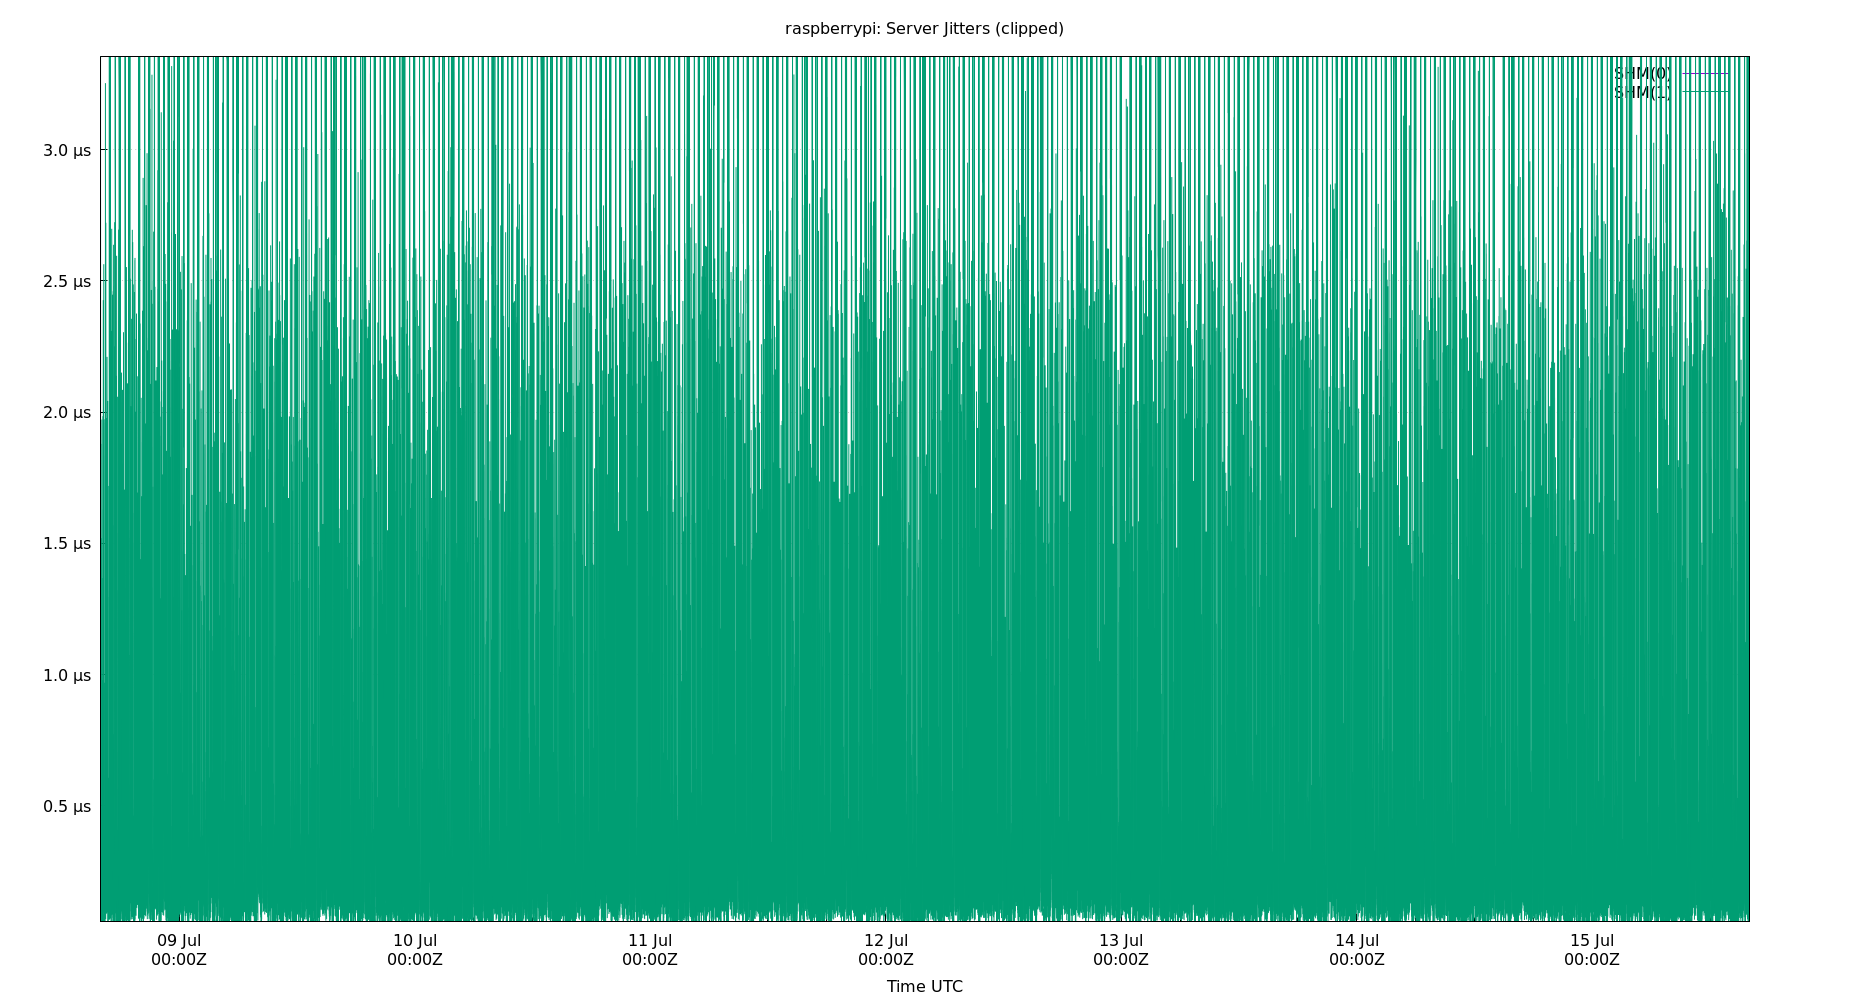 raspberrypi: Server Jitters (clipped)
SHM(0)
SHM(1)
3.0 µs
2.5 µs
2.0 µs
1.5 µs
1.0 µs
0.5 µs
09 Jul 10 Jul 11 Jul 12 Jul 13 Jul 14 Jul 15 Jul
00:00Z 00:00Z 00:00Z 00:00Z 00:00Z 00:00Z 00:00Z
Time UTC